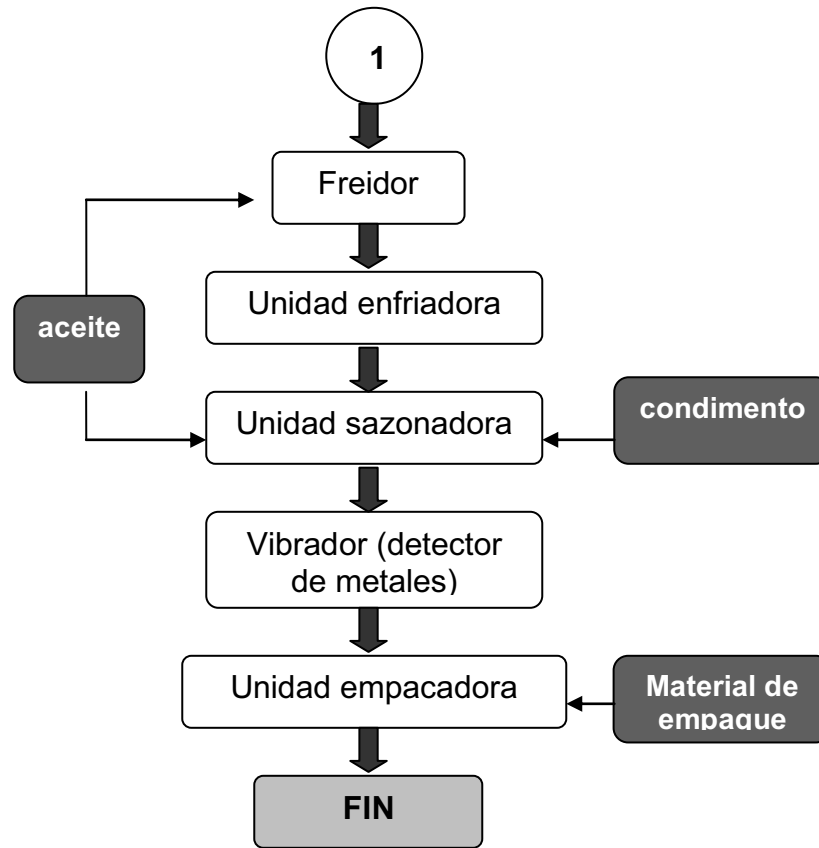 1
Freidor
Unidad enfriadora
aceite
Unidad sazonadora
condimento
Vibrador (detector
de metales)
Unidad empacadora
Material de
empaque
FIN